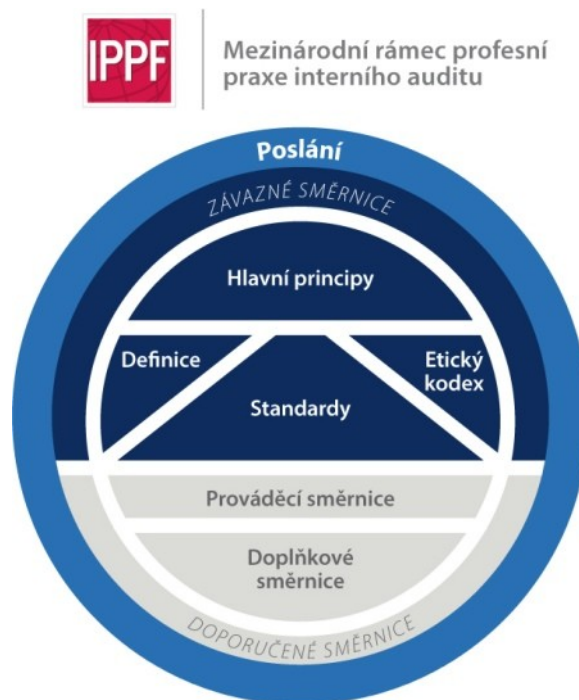 IPPF
Mezinárodní rámec profesní
praxe interního auditu
Poslání
ZÁVAZNÉ SMĚRNICE
Hlavní principy
Definice
Etický
kodex
Standardy
Prováděcí směrnice
Doplňkové
směrnice
DOPORUČENÉ SMĚRNICE